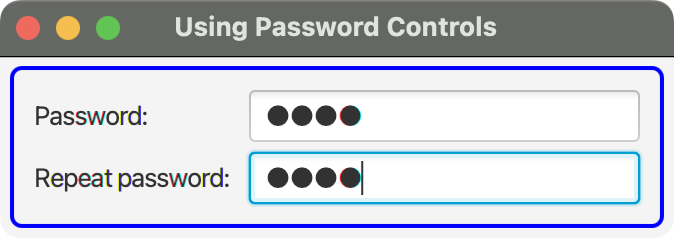 Using Password Controls
Password: ●●●●
Repeat password: ●●●●